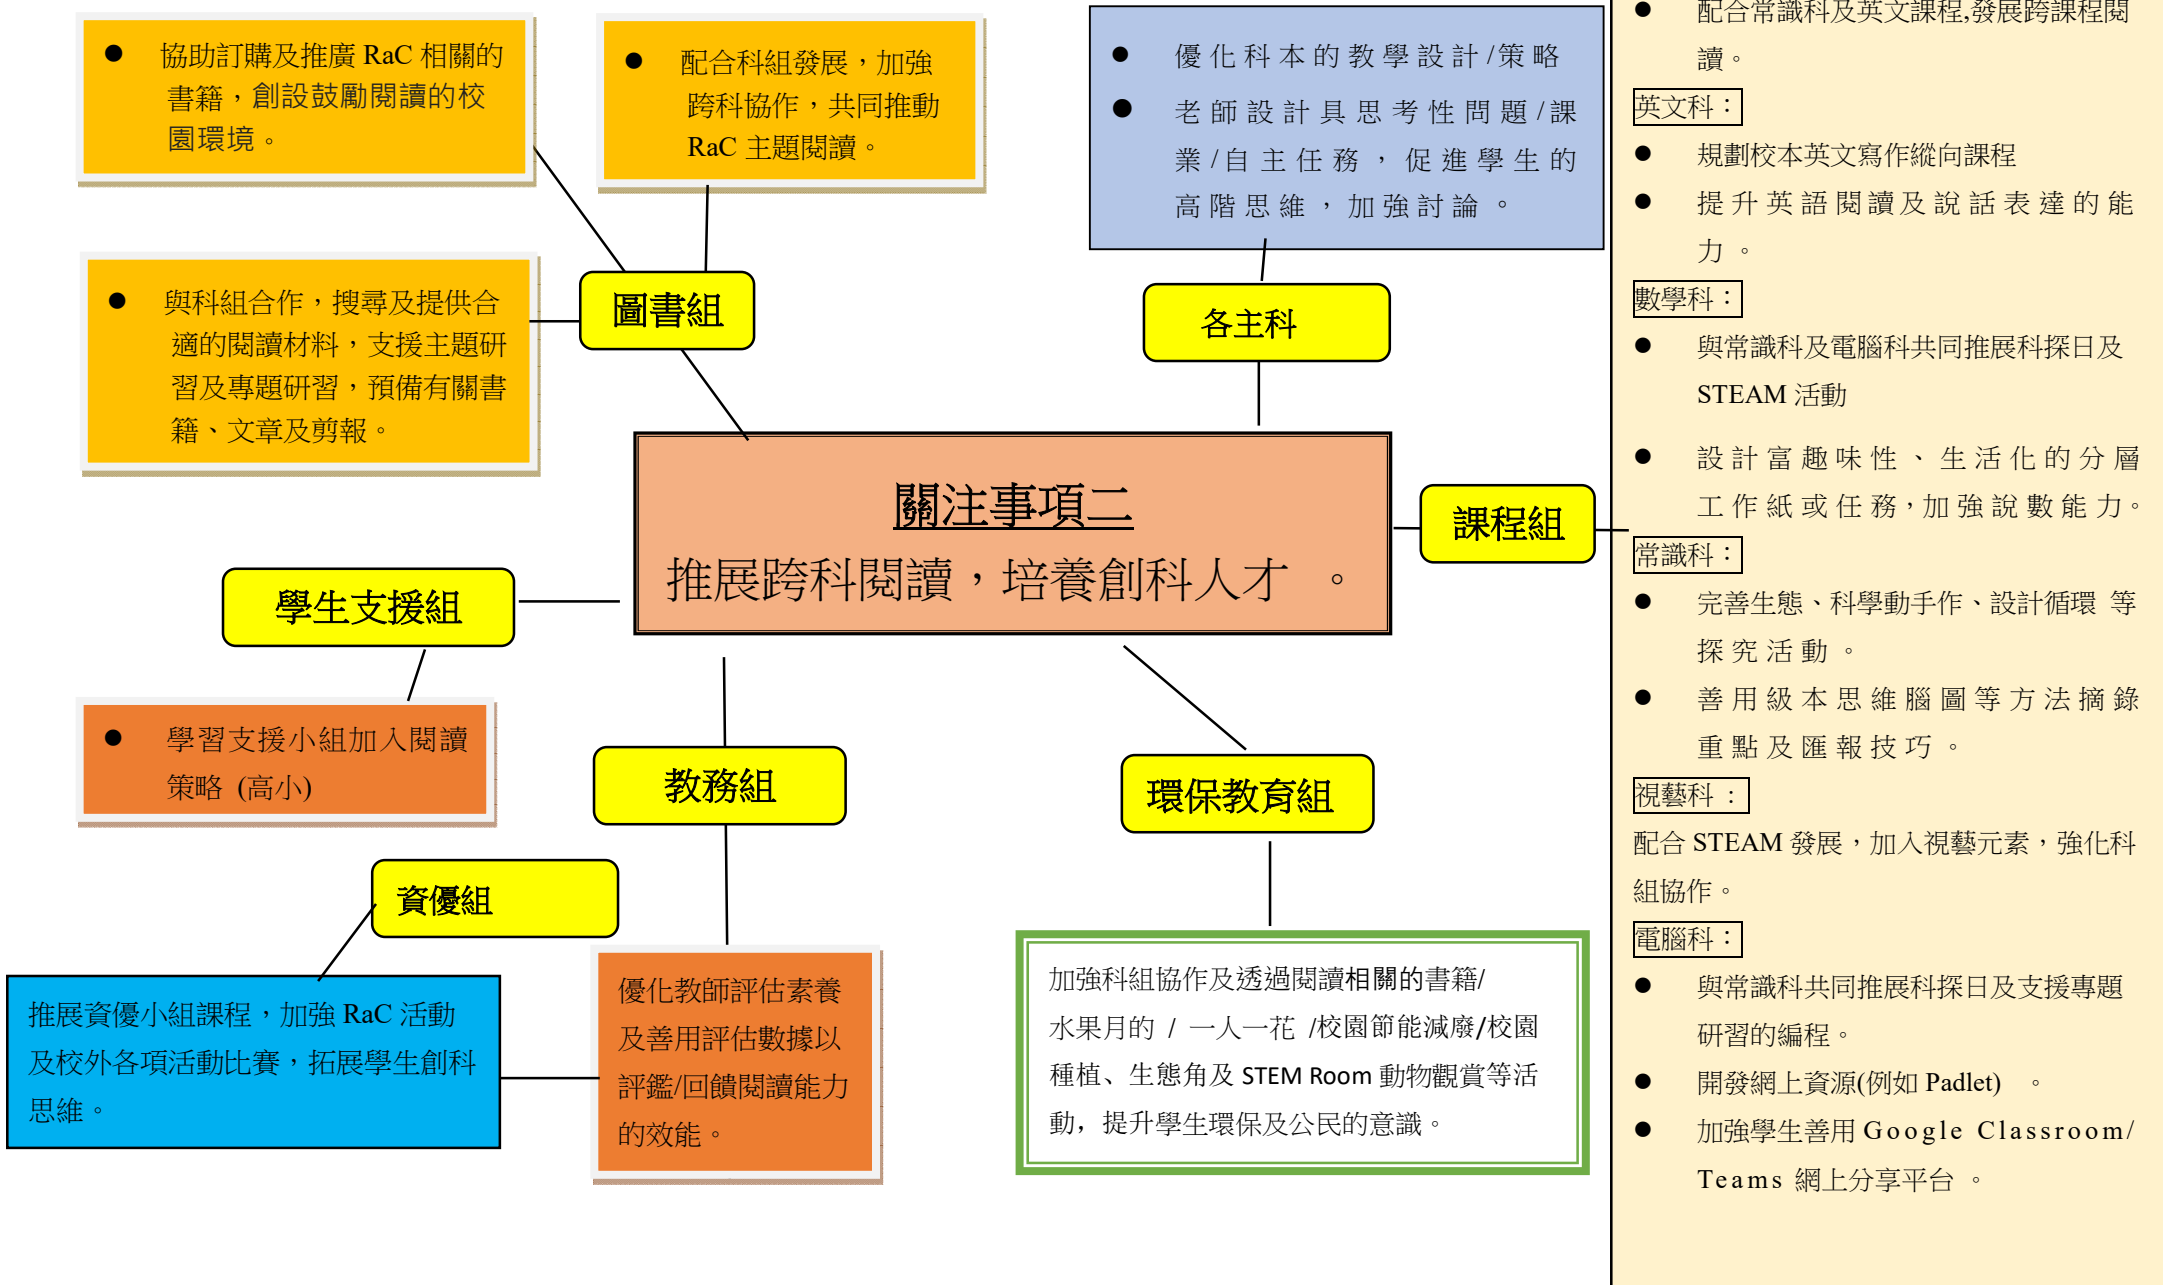 ● 協助訂購及推廣 RaC 相關的
書籍，創設鼓勵閱讀的校
園環境。
● 配合科組發展，加強
跨科協作，共同推動
RaC 主題閱讀。
● 優化科本的教學設計/策略
● 老師設計具思考性問題/課
業/自主任務，促進學生的
高階思維，加強討論。
● 與科組合作，搜尋及提供合
適的閱讀材料，支援主題研
習及專題研習，預備有關書
籍、文章及剪報。
圖書組
各主科
關注事項二
推展跨科閱讀，培養創科人才 。
課程組
學生支援組
● 學習支援小組加入閱讀
策略 (高小)
教務組
環保教育組
資優組
推展資優小組課程，加強 RaC 活動
及校外各項活動比賽，拓展學生創科
思維。
優化教師評估素養
及善用評估數據以
評鑑/回饋閱讀能力
的效能。
加強科組協作及透過閱讀相關的書籍/
水果月的 / 一人一花 /校園節能減廢/校園
種植、生態角及 STEM Room 動物觀賞等活
動，提升學生環保及公民的意識。
● 配合常識科及英文課程,發展跨課程閱
讀。
英文科：
● 規劃校本英文寫作縱向課程
● 提升英語閱讀及說話表達的能
力。
數學科：
● 與常識科及電腦科共同推展科探日及
STEAM 活動
● 設計富趣味性、生活化的分層
工作紙或任務,加強說數能力。
常識科：
● 完善生態、科學動手作、設計循環 等
探究活動。
● 善用級本思維腦圖等方法摘錄
重點及匯報技巧。
視藝科 ：
配合 STEAM 發展，加入視藝元素，強化科
組協作。
電腦科：
● 與常識科共同推展科探日及支援專題
研習的編程。
● 開發網上資源(例如 Padlet) 。
● 加強學生善用 Google Classroom/
Teams 網上分享平台 。